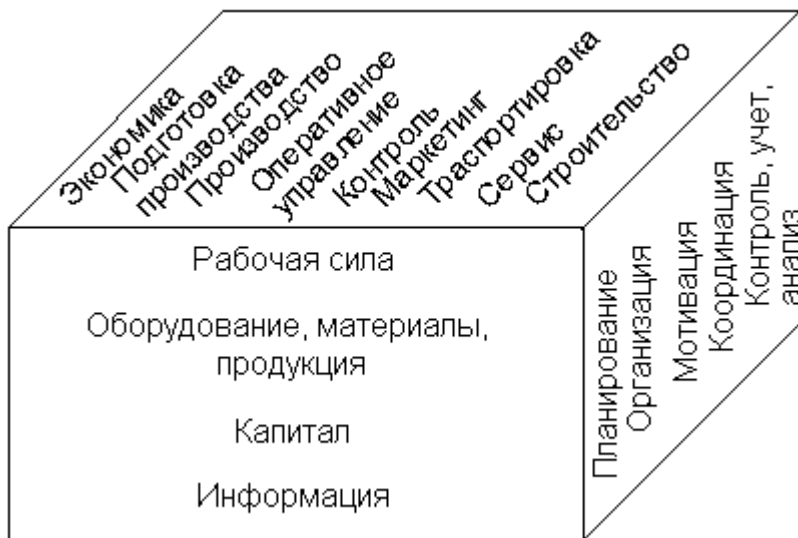 Экономика
Подготовка
производства
Производство
Оперативное
управление
Контроль
Маркетинг
Траспортировка
Сервис
Строительство
Рабочая сила
Оборудование, материалы,
продукция
Капитал
Информация
Планирование
Организация
Мотивация
Координация
Контроль, учет,
анализ